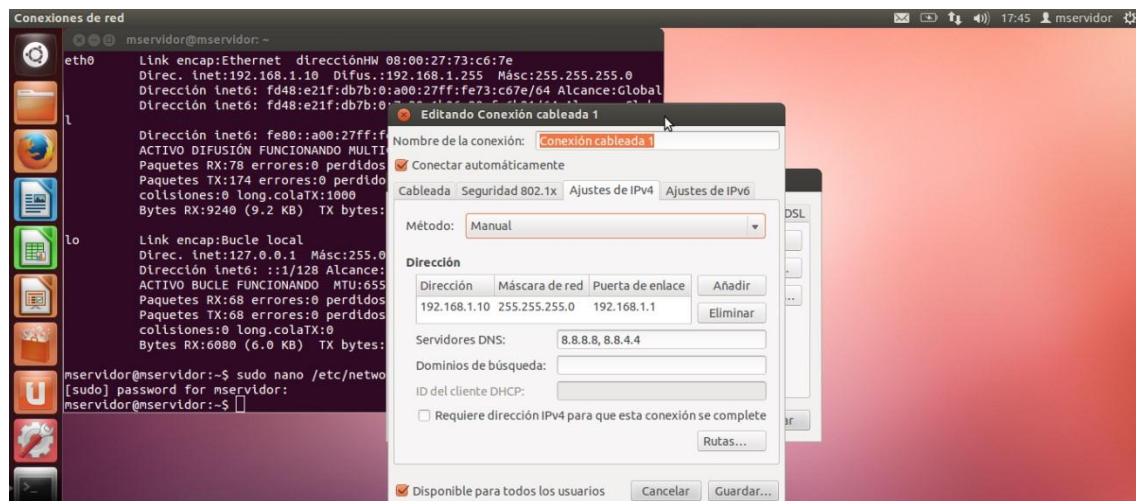 Conexiones de red
17:45 mservidor
mservidor@mservidor: ~
eth0 Link encap:Ethernet direcciónHW 08:00:27:73:c6:7e
Direc. inet:192.168.1.10 Difus.:192.168.1.255 Másc:255.255.255.0
Dirección inet6: fd48:e21f:db7b:0:a00:27ff:fe73:c67e/64 Alcance:Global
Dirección inet6: fd48:e21f:db7b:0:
l
Dirección inet6: fe80::a00:27ff:f
ACTIVO DIFUSIÓN FUNCIONANDO MULTI
Paquetes RX:78 errores:0 perdidos
Paquetes TX:174 errores:0 perdido
colisiones:0 long.colaTX:1000
Bytes RX:9240 (9.2 KB) TX bytes:
lo Link encap:Bucle local
Direc. inet:127.0.0.1 Másc:255.0
Dirección inet6: ::1/128 Alcance:
ACTIVO BUCLE FUNCIONANDO MTU:655
Paquetes RX:68 errores:0 perdidos
Paquetes TX:68 errores:0 perdidos
colisiones:0 long.colaTX:0
Bytes RX:6080 (6.0 KB) TX bytes:
mservidor@mservidor:~$ sudo nano /etc/netwo
[sudo] password for mservidor:
mservidor@mservidor:~$
Editando Conexión cableada 1
Nombre de la conexión: Conexión cableada 1
Conectar automáticamente
Cableada Seguridad 802.1x Ajustes de IPv4 Ajustes de IPv6
Método: Manual
Dirección
Dirección Máscara de red Puerta de enlace Añadir
192.168.1.10 255.255.255.0 192.168.1.1 Eliminar
Servidores DNS: 8.8.8.8, 8.8.4.4
Dominios de búsqueda:
ID del cliente DHCP:
Requiere dirección IPv4 para que esta conexión se complete
Rutas...
Disponible para todos los usuarios Cancelar Guardar...
DSL
ar